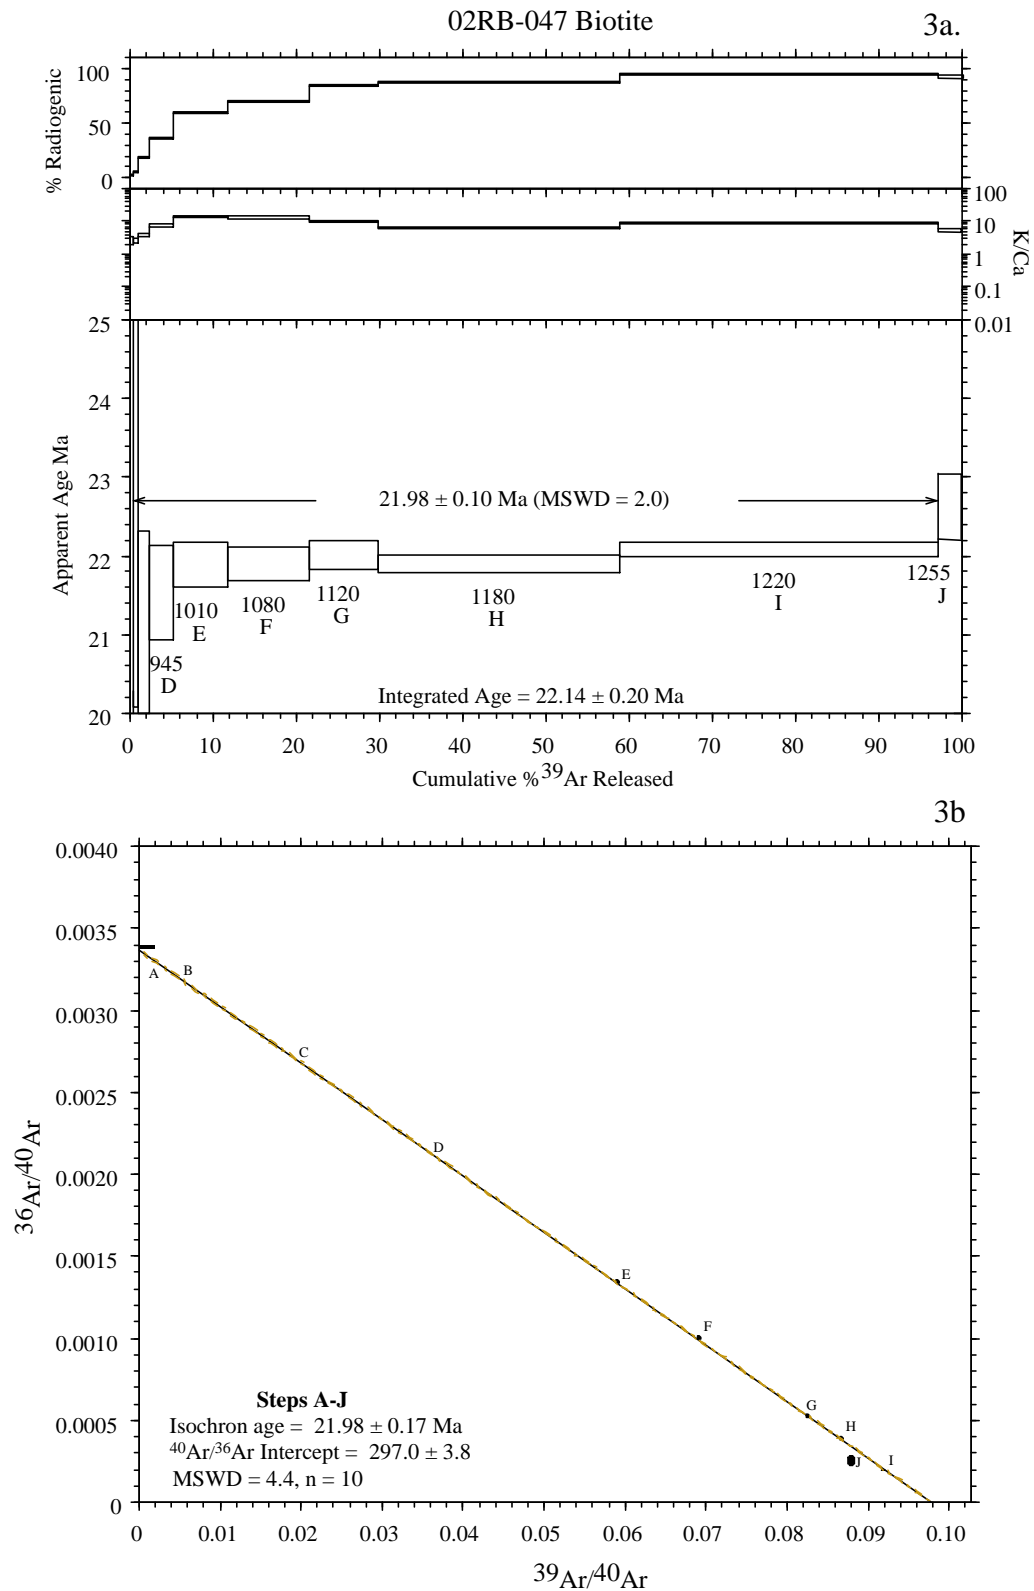 02RB-047 Biotite
3a.
% Radiogenic
100
50
0
K/Ca
100
10
1
0.1
0.01
Apparent Age Ma
25
24
23
22
21
20
21.98 ± 0.10 Ma (MSWD = 2.0)
945
D
1010
E
1080
F
1120
G
1180
H
1220
I
1255
J
Integrated Age = 22.14 ± 0.20 Ma
0 10 20 30 40 50 60 70 80 90 100
Cumulative % 39Ar Released
3b
36Ar/40Ar
0.0040
0.0035
0.0030
0.0025
0.0020
0.0015
0.0010
0.0005
0
A
B
C
D
E
F
G
H
J
I
Steps A-J
Isochron age = 21.98 ± 0.17 Ma
40Ar/36Ar Intercept = 297.0 ± 3.8
MSWD = 4.4, n = 10
0 0.01 0.02 0.03 0.04 0.05 0.06 0.07 0.08 0.09 0.10
39Ar/40Ar